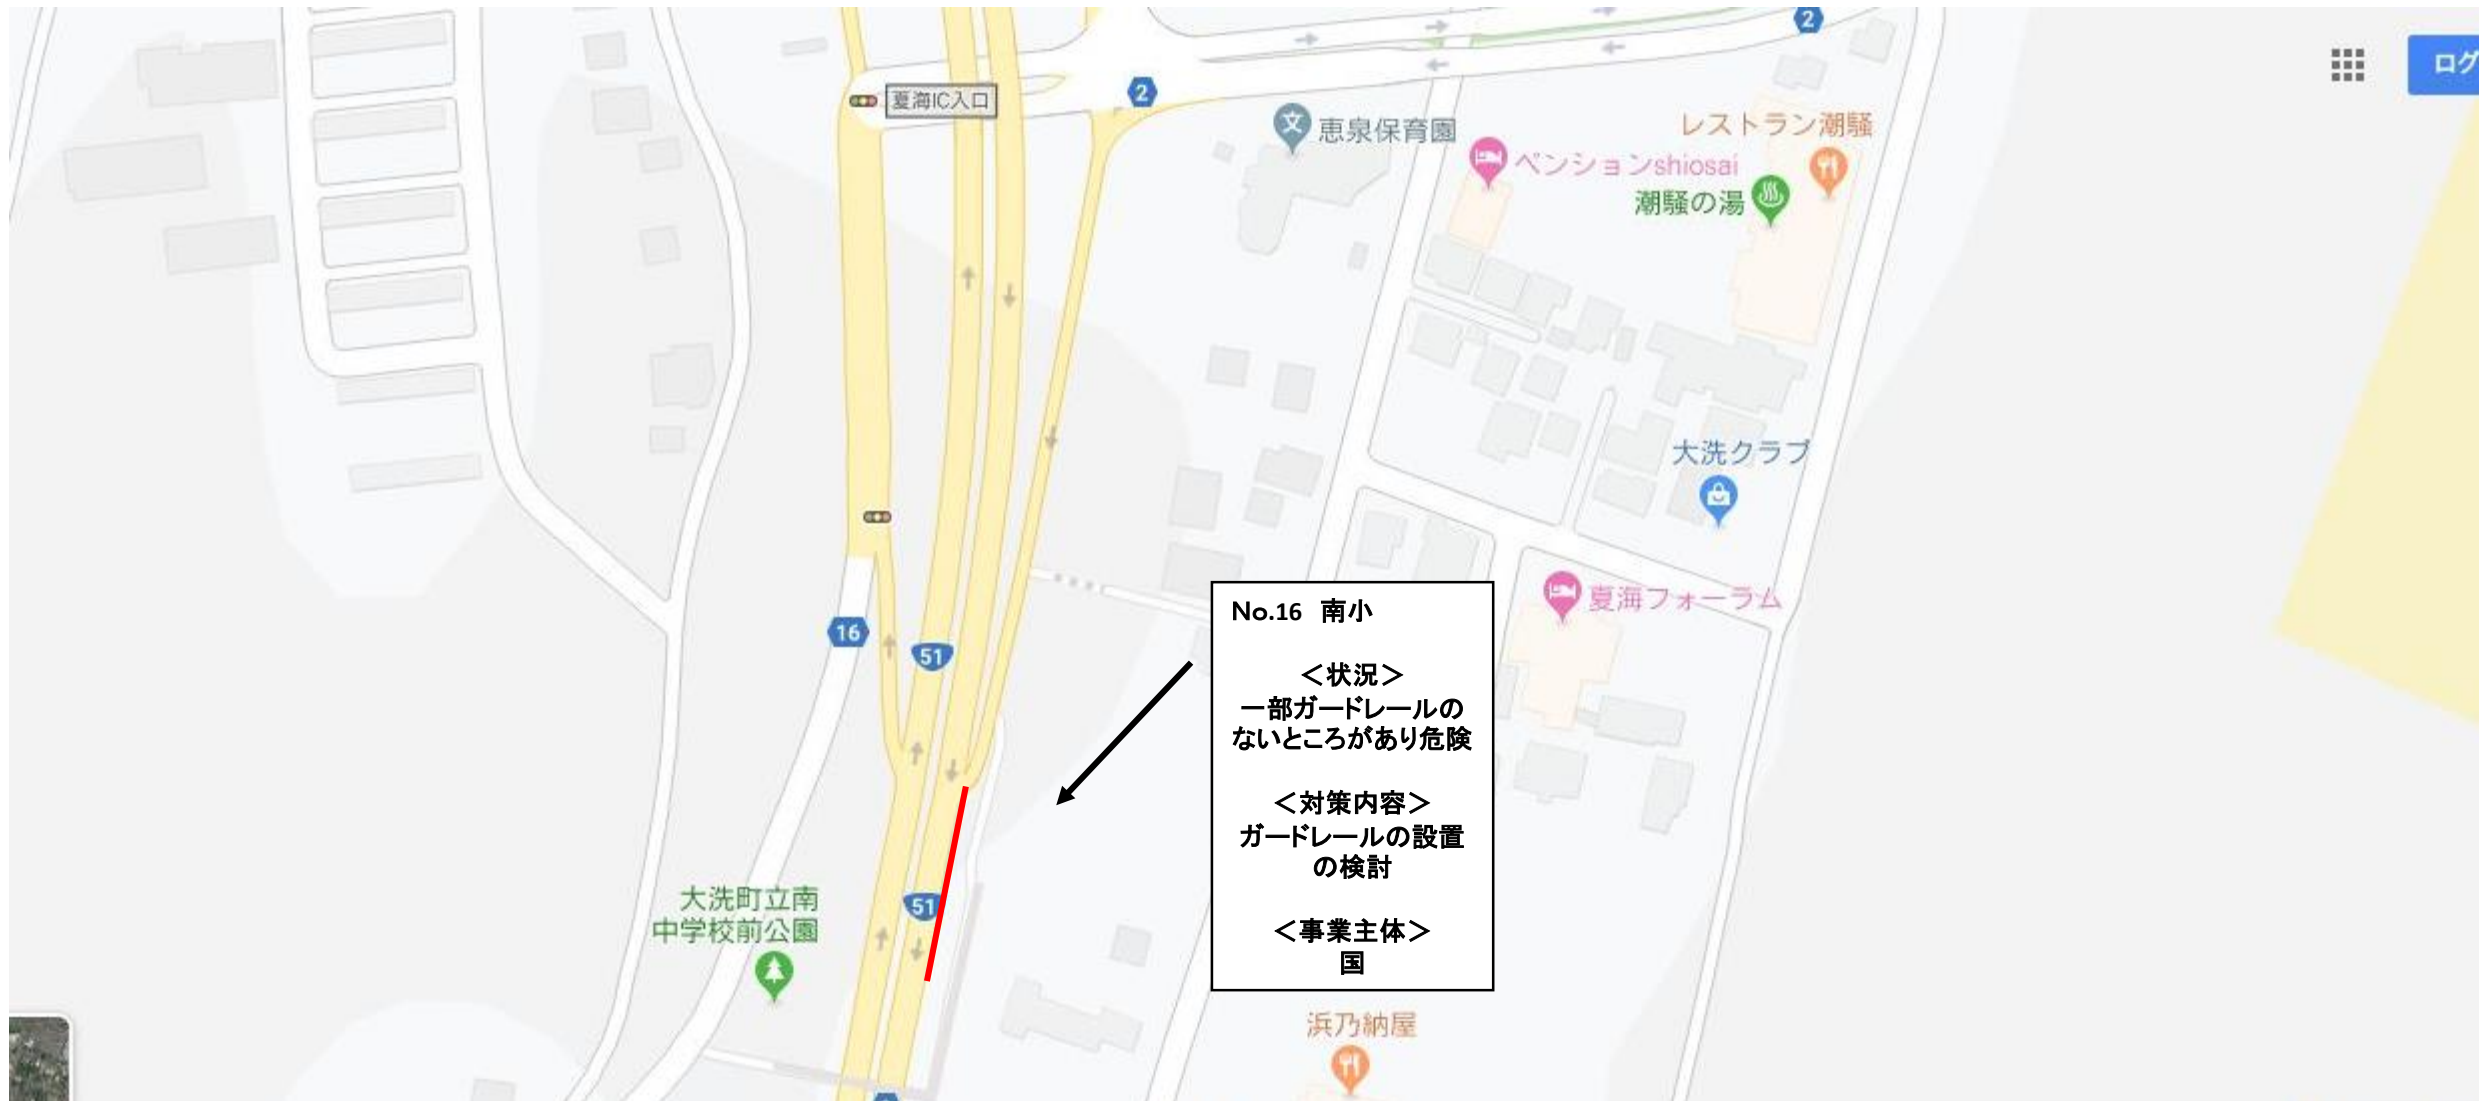 2
ログ
夏海IC入口
2
恵泉保育園
レストラン潮騒
ペンションshiosai
潮騒の湯
大洗クラブ
夏海フォーラム
16
51
No.16 南小
＜状況＞
一部ガードレールの
ないところがあり危険
＜対策内容＞
ガードレールの設置
の検討
＜事業主体＞
国
大洗町立南
中学校前公園
51
浜乃納屋